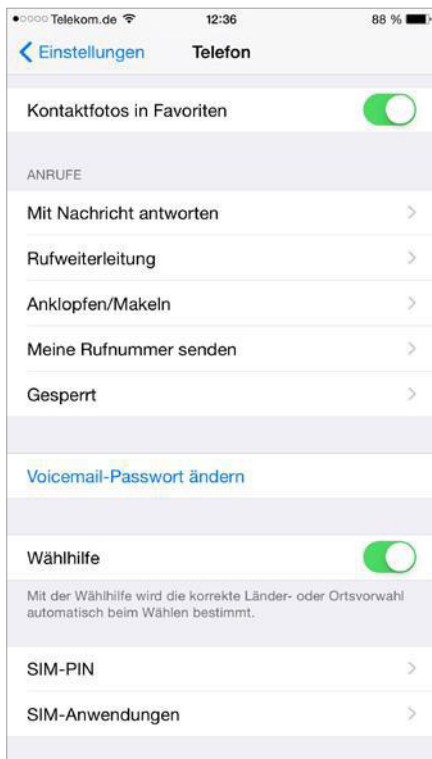 Telekom.de 12:36 88 %
Einstellungen Telefon
Kontaktfotos in Favoriten
ANRUFE
Mit Nachricht antworten
Rufweiterleitung
Anklopfen/Makeln
Meine Rufnummer senden
Gesperrt
Voicemail-Passwort ändern
Wählhilfe
Mit der Wählhilfe wird die korrekte Länder- oder Ortsvorwahl
automatisch beim Wählen bestimmt.
SIM-PIN
SIM-Anwendungen